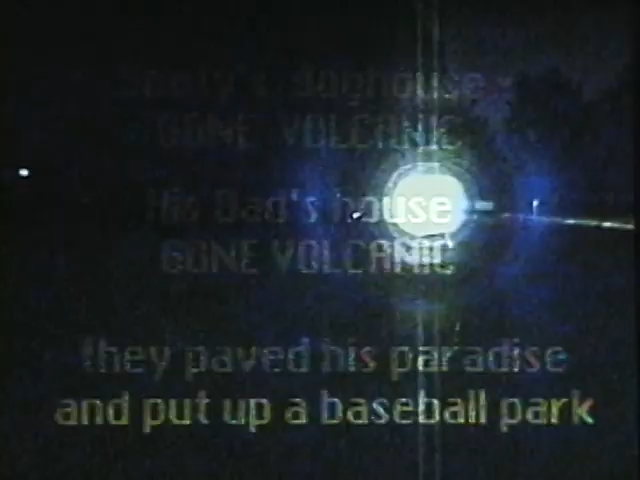 doghouse
GONE VOLCANIC
His Dad's house
GONE VOLCANIC
they paved his paradise
and put up a baseball park